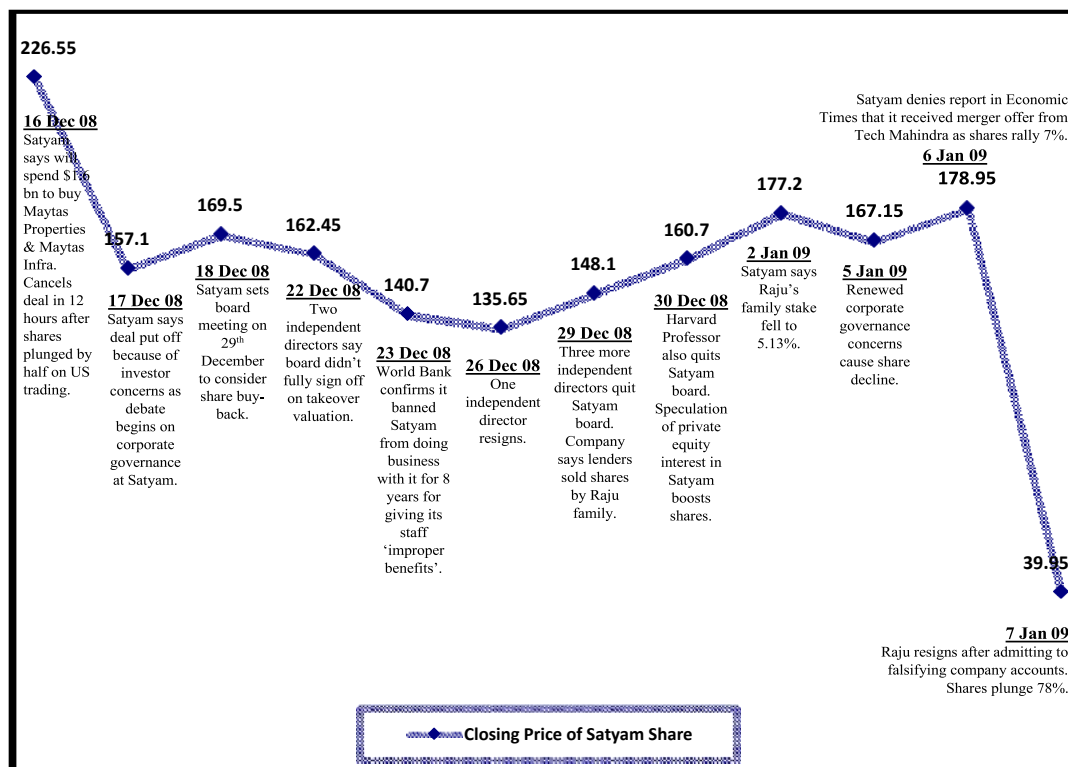 226.55
16 Dec 08
Satyam
says will
spend $1.6
bn to buy
Maytas
Properties
& Maytas
Infra.
Cancels
deal in 12
hours after
shares
plunged by
half on US
trading.
157.1
17 Dec 08
Satyam says
deal put off
because of
investor
concerns as
debate
begins on
corporate
governance
at Satyam.
169.5
18 Dec 08
Satyam sets
board
meeting on
29th
December
to consider
share buy-
back.
162.45
22 Dec 08
Two
independent
directors say
board didn’t
fully sign off
on takeover
valuation.
140.7
23 Dec 08
World Bank
confirms it
banned
Satyam
from doing
business
with it for 8
years for
giving its
staff
‘improper
benefits’.
135.65
26 Dec 08
One
independent
director
resigns.
148.1
29 Dec 08
Three more
independent
directors quit
Satyam
board.
Company
says lenders
sold shares
by Raju
family.
160.7
30 Dec 08
Harvard
Professor
also quits
Satyam
board.
Speculation
of private
equity
interest in
Satyam
boosts
shares.
177.2
2 Jan 09
Satyam says
Raju’s
family stake
fell to
5.13%.
167.15
5 Jan 09
Renewed
corporate
governance
concerns
cause share
decline.
Satyam denies report in Economic
Times that it received merger offer from
Tech Mahindra as shares rally 7%.
6 Jan 09
178.95
39.95
7 Jan 09
Raju resigns after admitting to
falsifying company accounts.
Shares plunge 78%.
Closing Price of Satyam Share